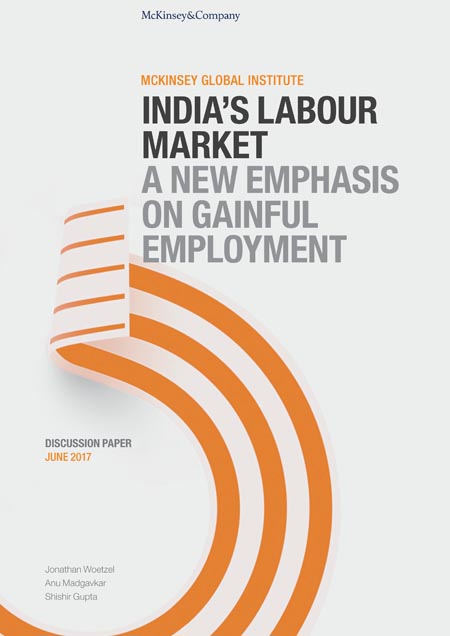 McKinsey&Company
MCKINSEY GLOBAL INSTITUTE
INDIA’S LABOUR
MARKET
A NEW EMPHASIS
ON GAINFUL
EMPLOYMENT
DISCUSSION PAPER
JUNE 2017
Jonathan Woetzel
Anu Madgavkar
Shishir Gupta